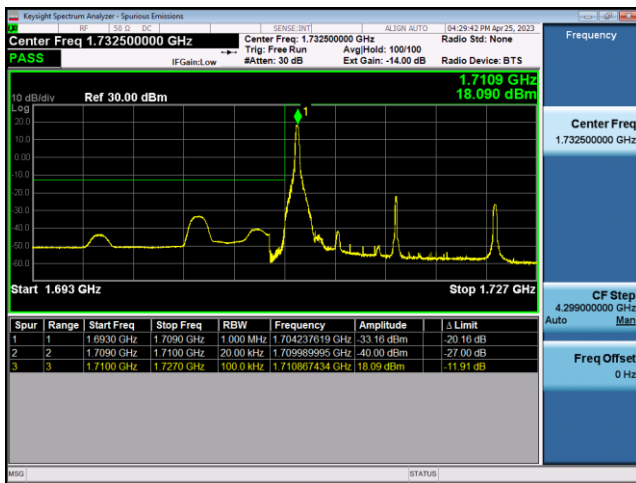 Keysight Spectrum Analyzer - Spurious Emissions
RF 50 Ω DC SENSE:INT ALIGN AUTO 04:29:42 PM Apr 25, 2023
Center Freq 1.732500000 GHz Center Freq: 1.732500000 GHz Radio Std: None Frequency
Trig: Free Run Avg|Hold: 100/100
PASS IFGain:Low #Atten: 30 dB Ext Gain: -14.00 dB Radio Device: BTS
1.7109 GHz
10 dB/div Ref 30.00 dBm 18.090 dBm
Log
20.0
1
10.0
0.00
-10.0
-20.0
-30.0
-40.0
-50.0
-60.0
Center Freq
1.732500000 GHz
Start 1.693 GHz Stop 1.727 GHz
CF Step
4.299000000 GHz
Auto Man
Spur Range Start Freq Stop Freq RBW Frequency Amplitude Δ Limit
1 1 1.6930 GHz 1.7090 GHz 1.000 MHz 1.704237619 GHz -33.16 dBm -20.16 dB
2 2 1.7090 GHz 1.7100 GHz 20.00 kHz 1.709989995 GHz -40.00 dBm -27.00 dB
3 3 1.7100 GHz 1.7270 GHz 100.0 kHz 1.710867434 GHz 18.09 dBm -11.91 dB
Freq Offset
0 Hz
MSG STATUS